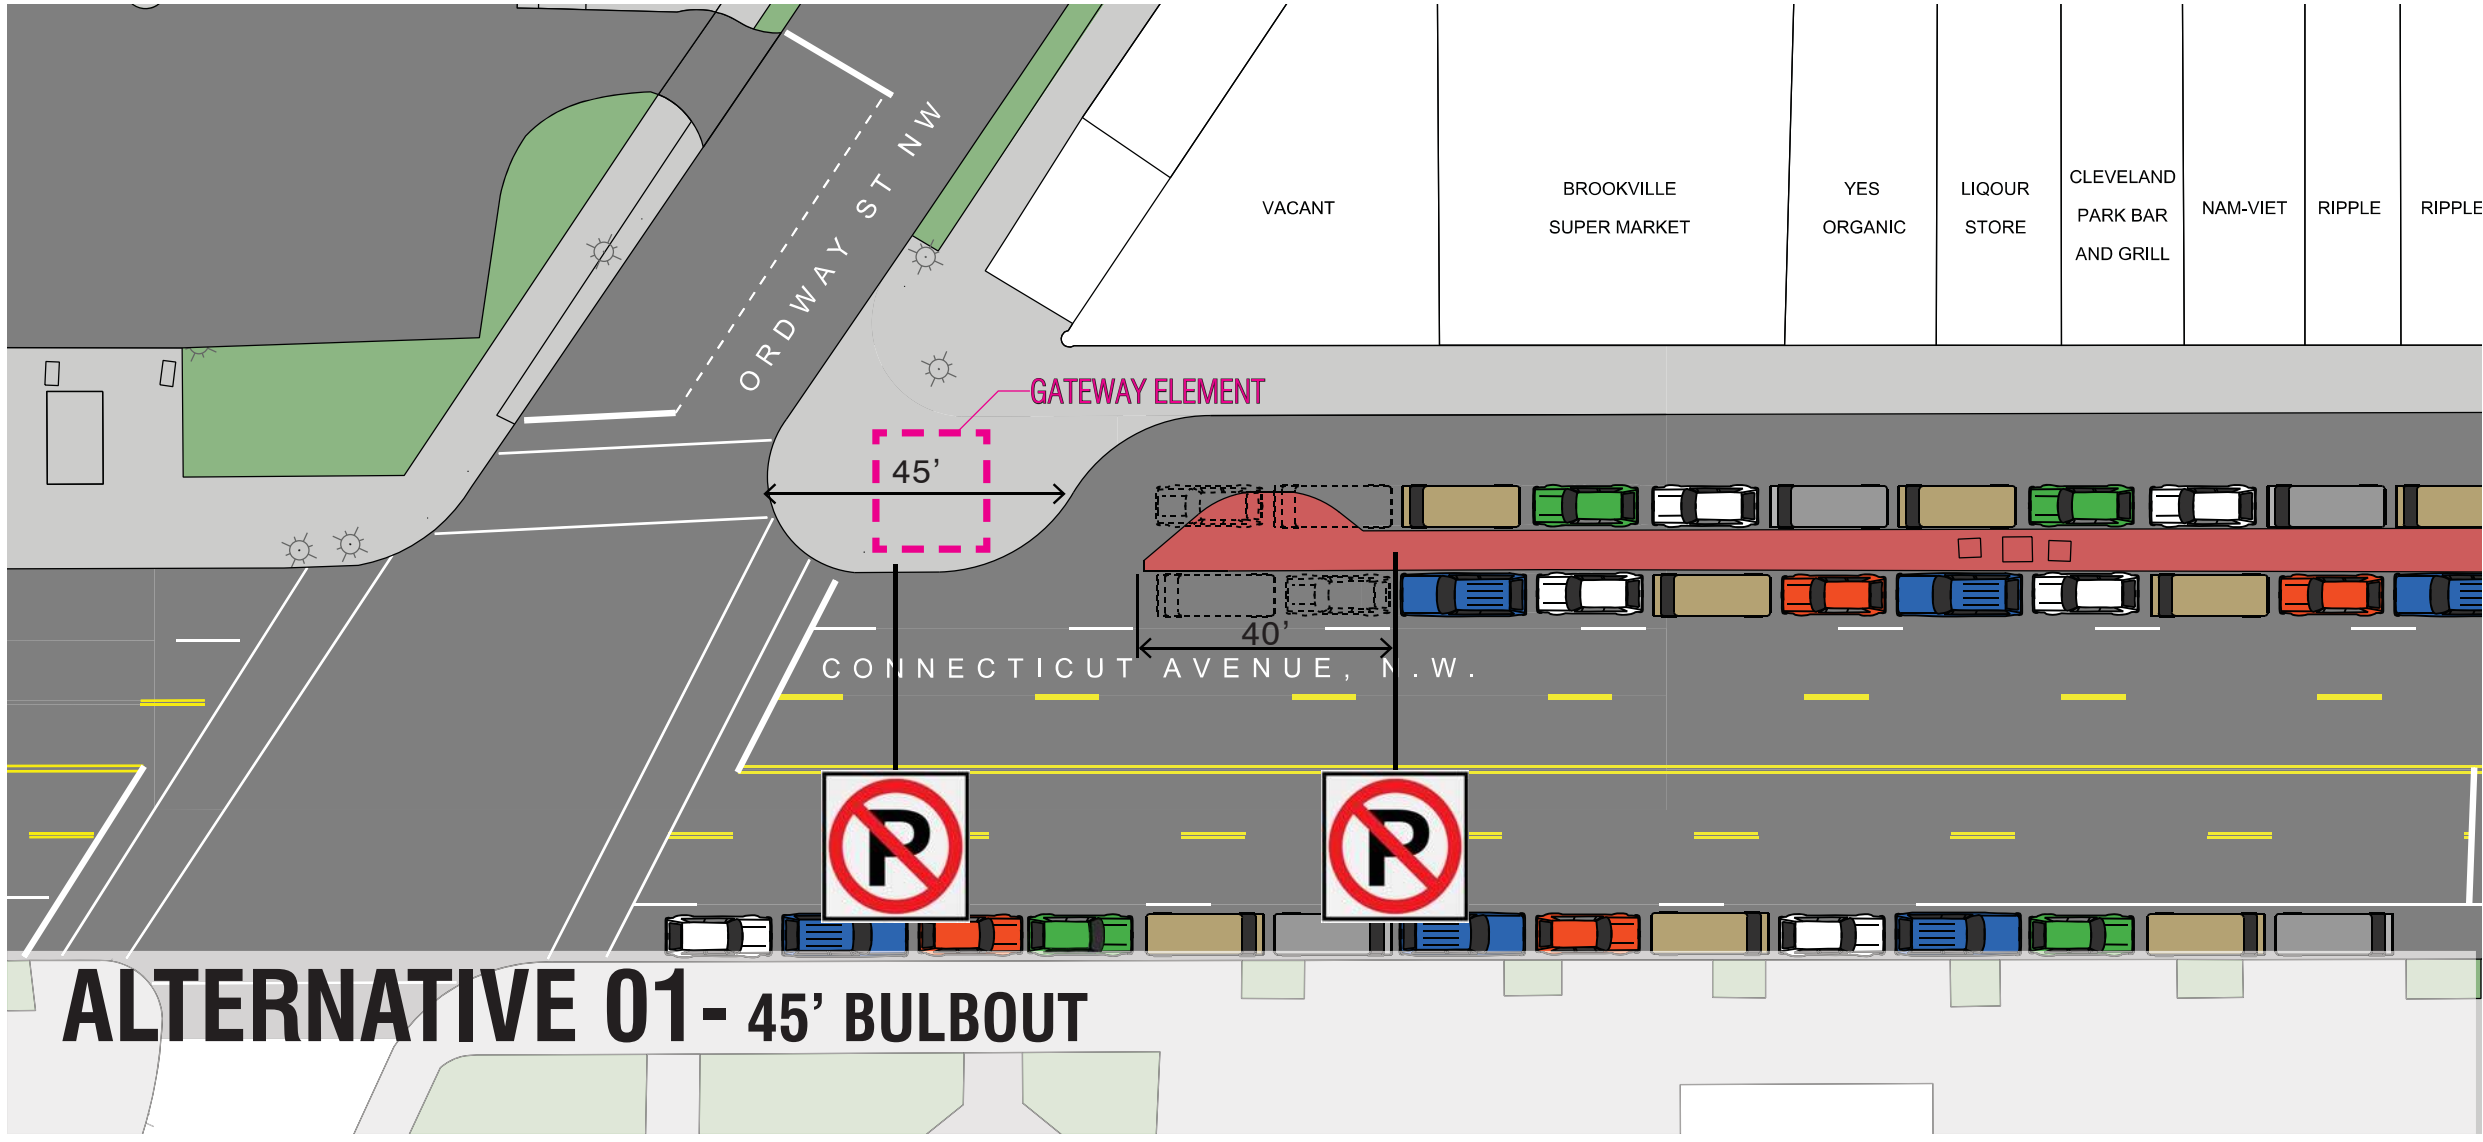 ORDWAY ST NW
VACANT
BROOKVILLE
SUPER MARKET
YES
ORGANIC
LIQOUR
STORE
CLEVELAND
PARK BAR
AND GRILL
NAM-VIET
RIPPLE
RIPPLE
GATEWAY ELEMENT
45’
40’
CONNECTICUT AVENUE, N.W.
P
P
ALTERNATIVE 01- 45’ BULBOUT